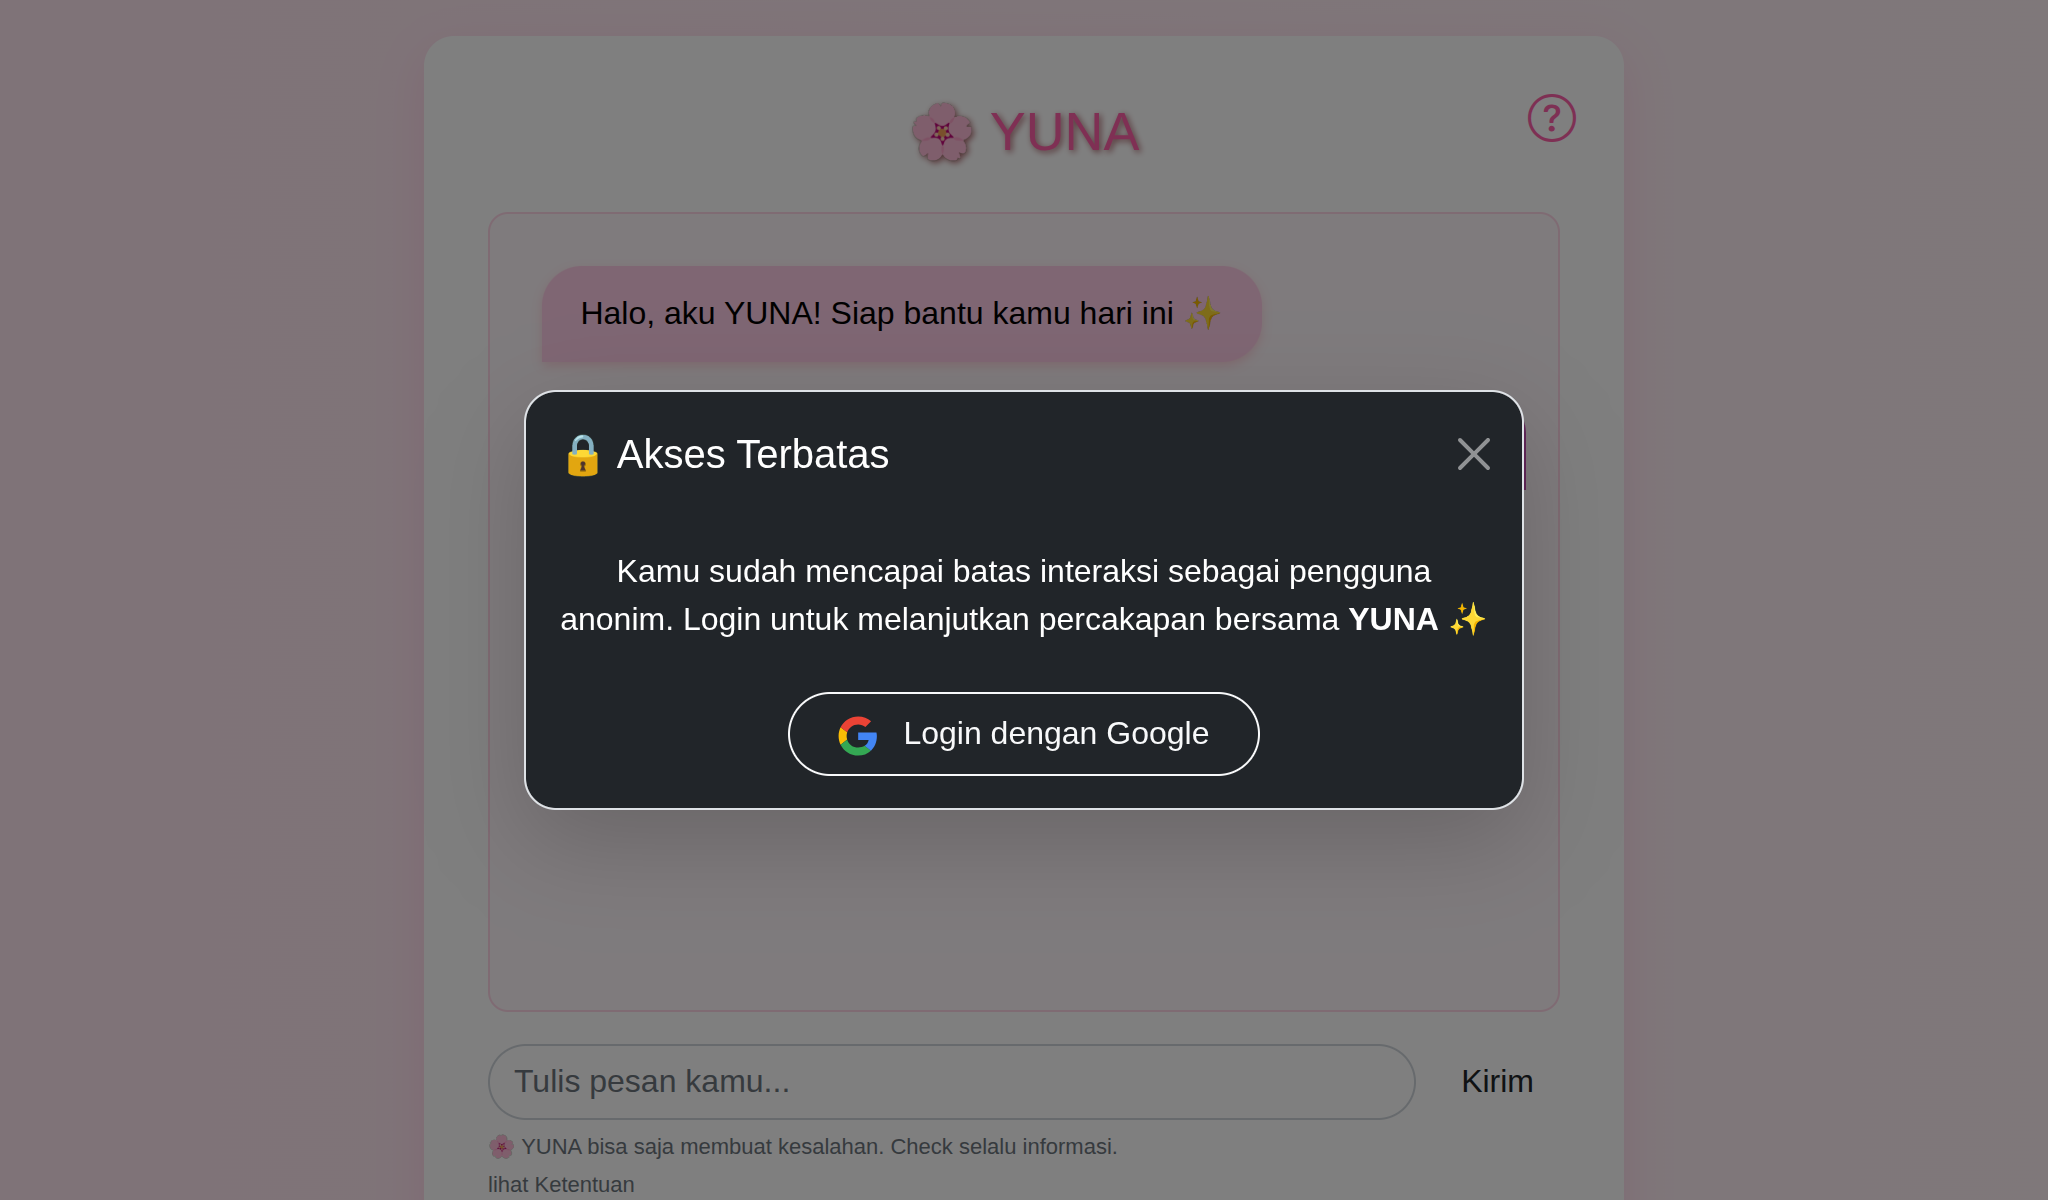 🌸 YUNA
?
Halo, aku YUNA! Siap bantu kamu hari ini ✨
🔒 Akses Terbatas
Kamu sudah mencapai batas interaksi sebagai pengguna
anonim. Login untuk melanjutkan percakapan bersama YUNA ✨
Login dengan Google
Tulis pesan kamu...
Kirim
🌸 YUNA bisa saja membuat kesalahan. Check selalu informasi.
lihat Ketentuan